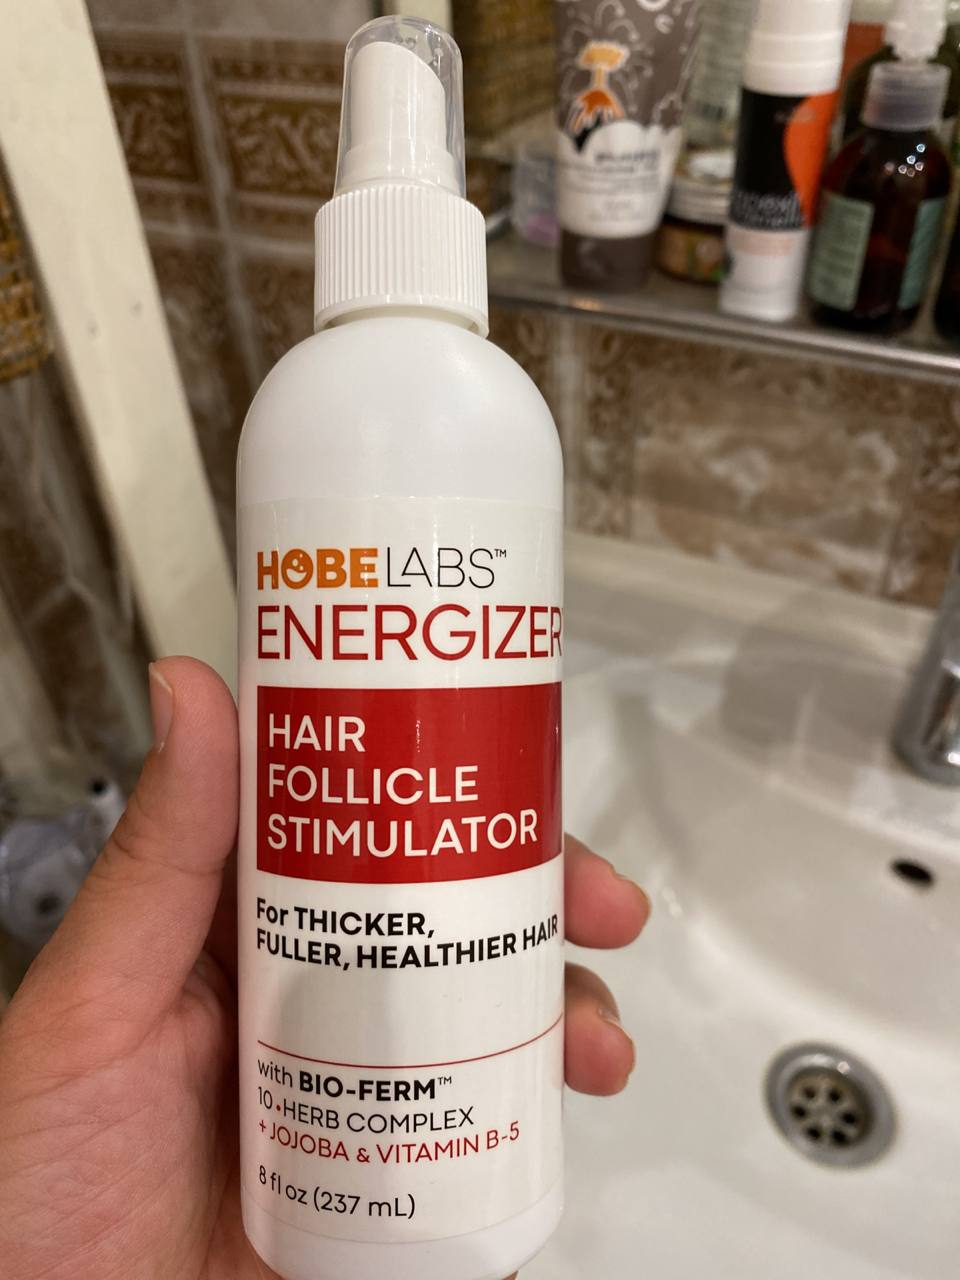 HOBE LABS™
ENERGIZER
HAIR
FOLLICLE
STIMULATOR
For THICKER,
FULLER, HEALTHIER HAIR
with BIO-FERM™
10•HERB COMPLEX
+ JOJOBA & VITAMIN B-5
8 fl oz (237 mL)